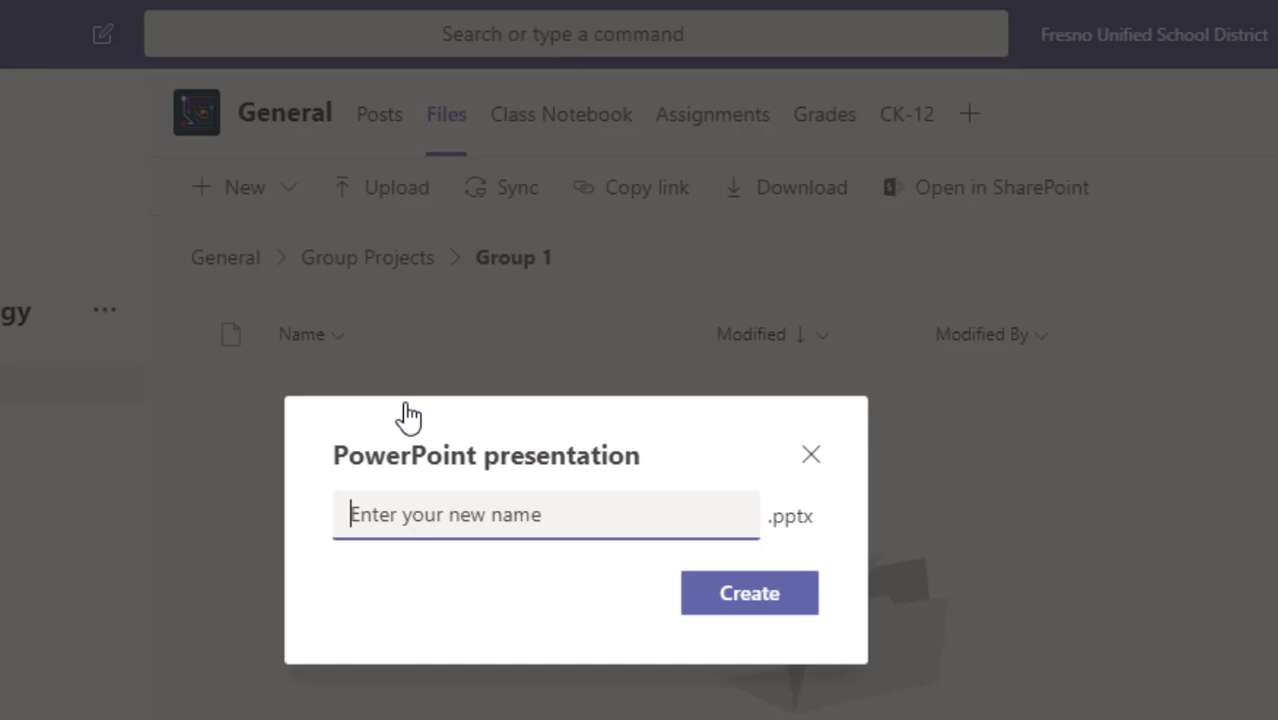 Search or type a command
Fresno Unified School District
General Posts Files Class Notebook Assignments Grades CK-12
New Upload Sync Copy link Download Open in SharePoint
General > Group Projects > Group 1
gy ...
Name Modified Modified By
PowerPoint presentation
Enter your new name .pptx
Create